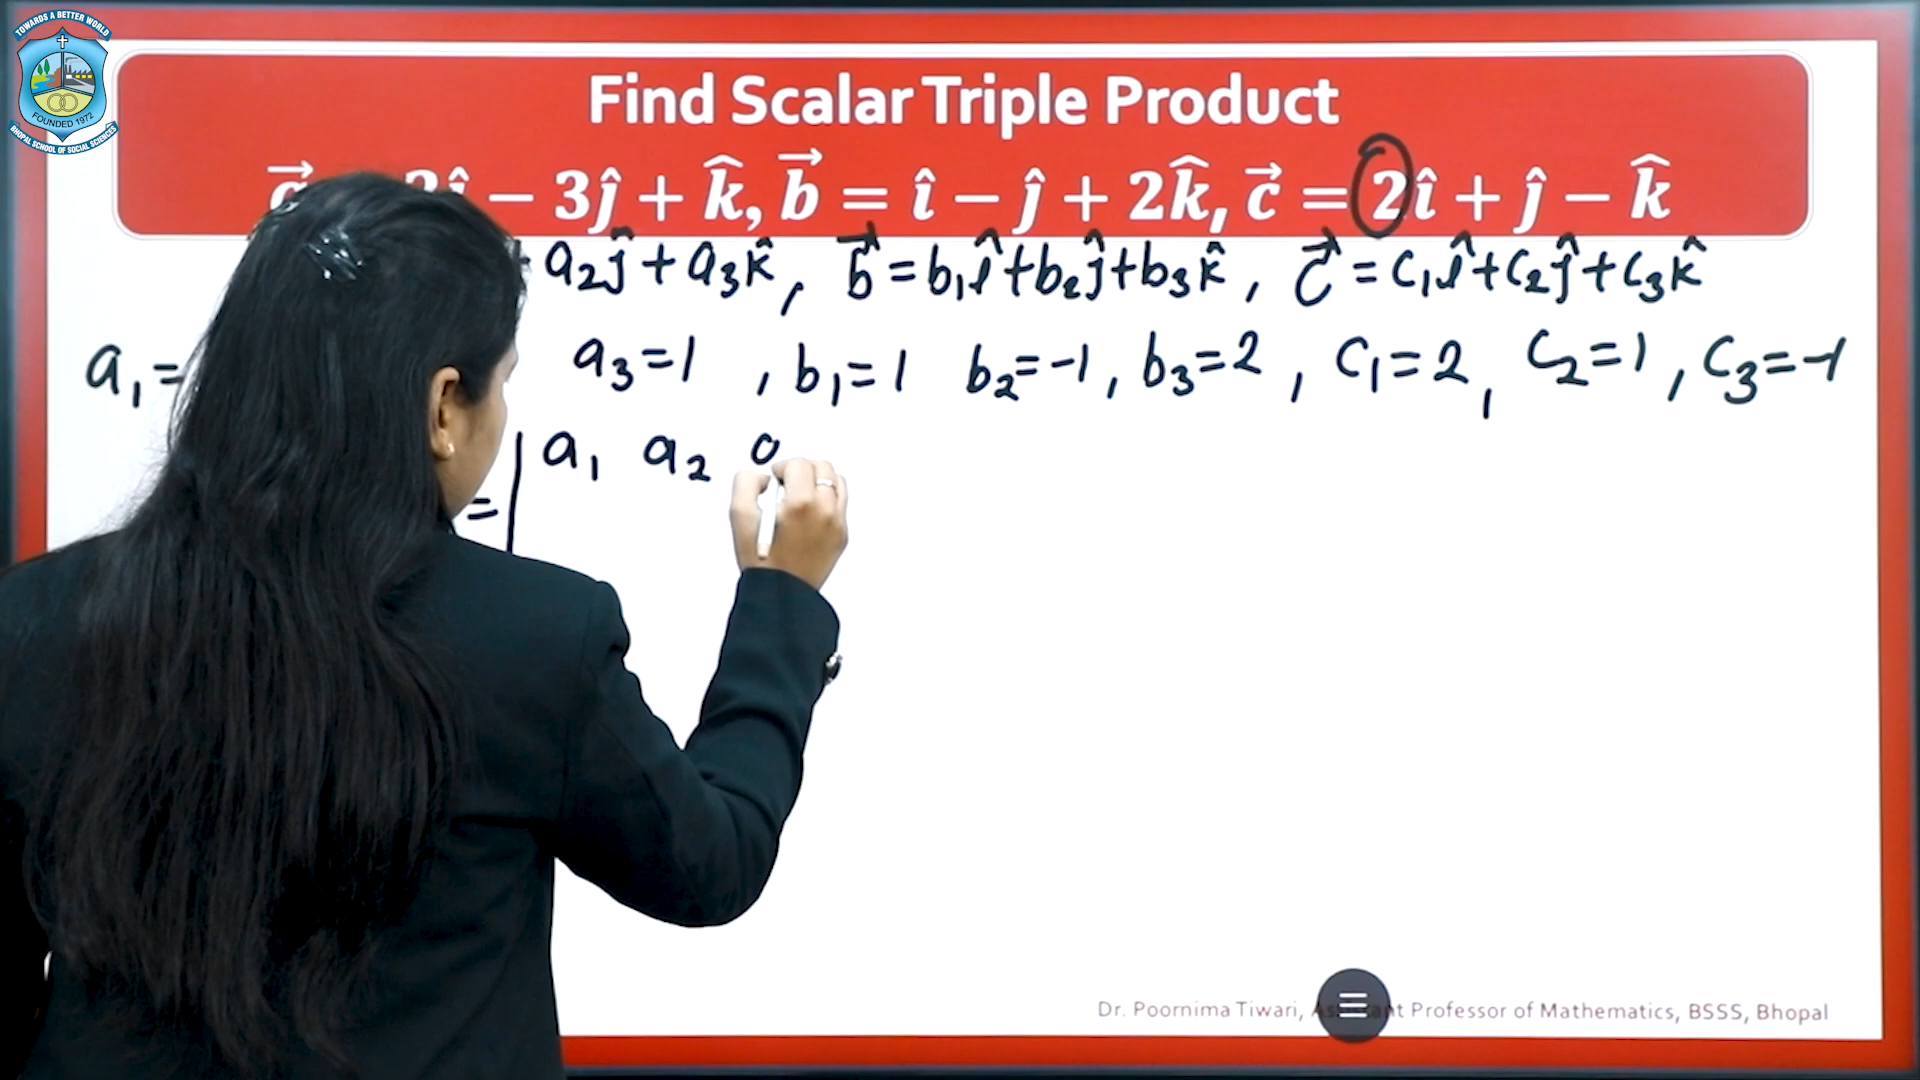 TOWARDS A BETTER WORLD
FOUNDED 1972
BHOPAL SCHOOL OF SOCIAL SCIENCES
Find Scalar Triple Product
− 3ĵ + k̂, b⃗ = î − ĵ + 2k̂, c⃗ = 2î + ĵ − k̂
+ a₂ĵ + a₃k̂, b⃗ = b₁î + b₂ĵ + b₃k̂, c⃗ = c₁î + c₂ĵ + c₃k̂
a₁ = a₃ = 1 , b₁ = 1 b₂ = -1, b₃ = 2 , c₁ = 2 , c₂ = 1 , c₃ = -1
= | a₁ a₂
Dr. Poornima Tiwari, Professor of Mathematics, BSSS, Bhopal